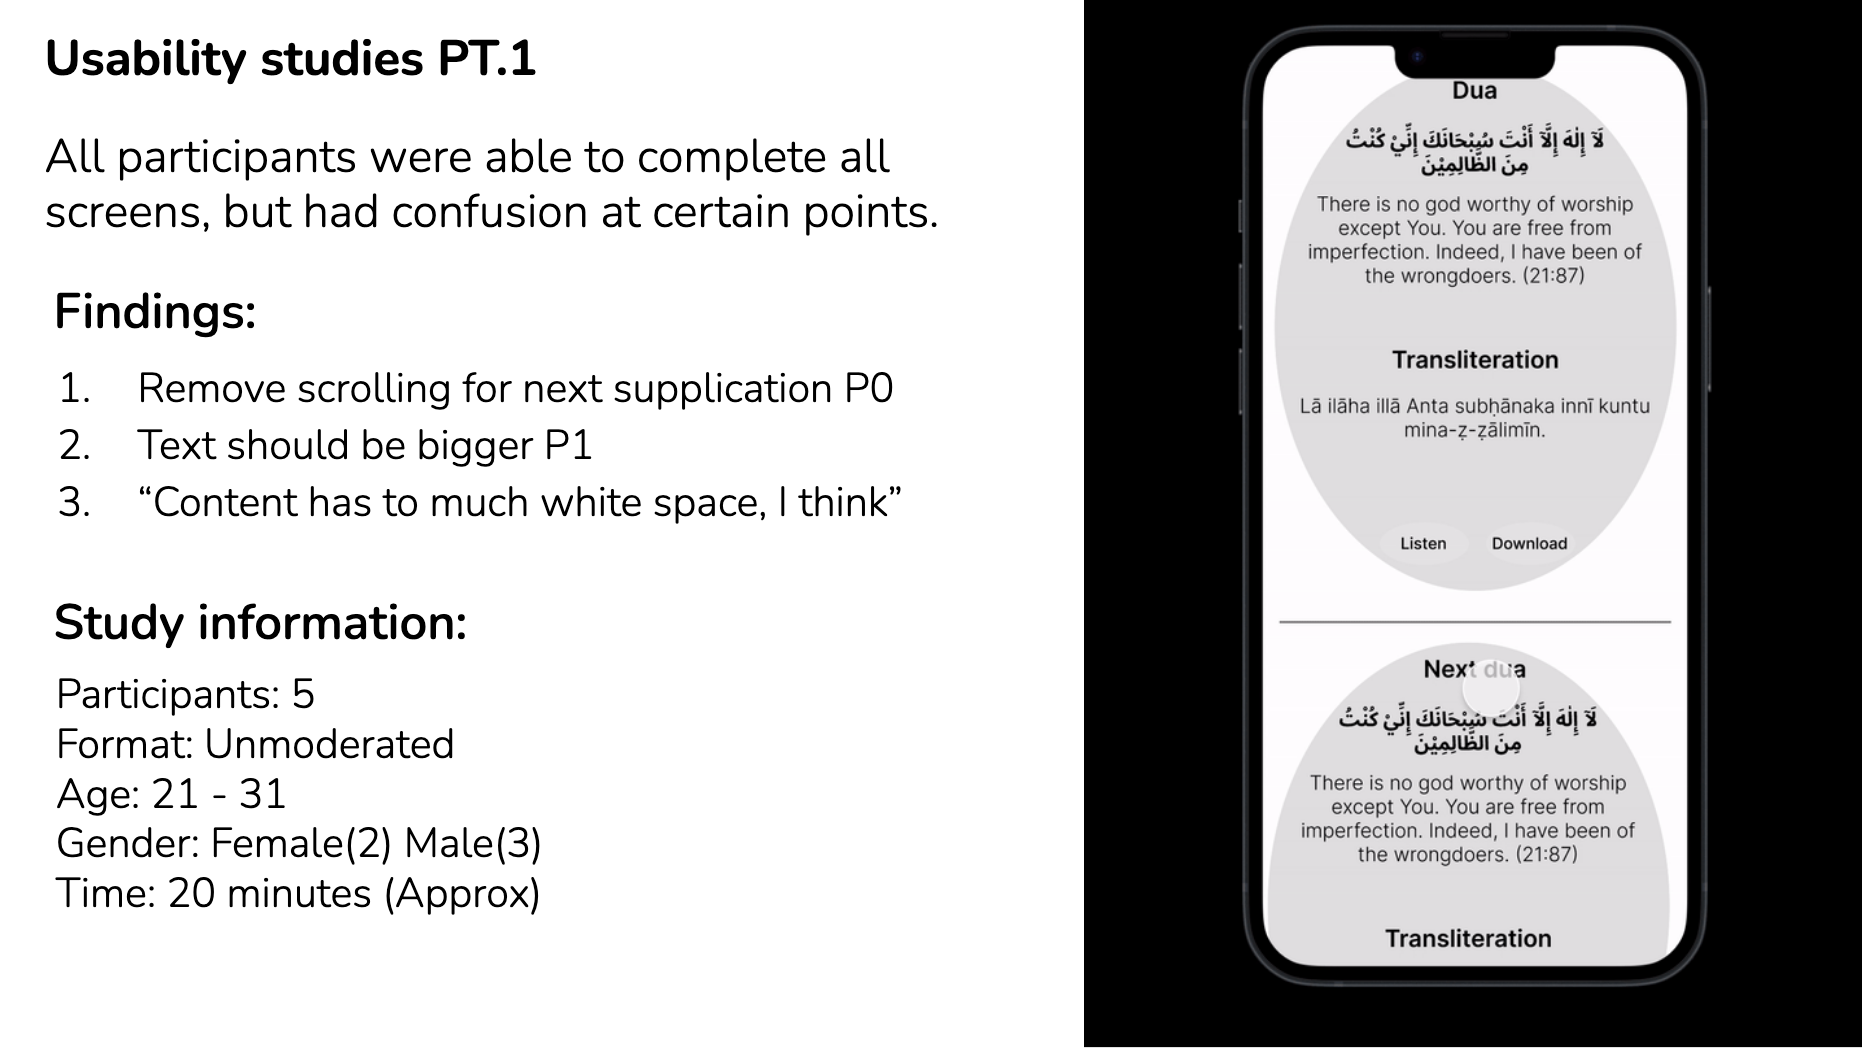 Usability studies PT.1
All participants were able to complete all
screens, but had confusion at certain points.
Findings:
1. Remove scrolling for next supplication P0
2. Text should be bigger P1
3. “Content has to much white space, I think”
Study information:
Participants: 5
Format: Unmoderated
Age: 21 - 31
Gender: Female(2) Male(3)
Time: 20 minutes (Approx)
Dua
لَآ إِلٰهَ إِلَّآ أَنْتَ سُبْحَانَكَ إِنِّيْ كُنْتُ
مِنَ الظَّالِمِيْنَ
There is no god worthy of worship
except You. You are free from
imperfection. Indeed, I have been of
the wrongdoers. (21:87)
Transliteration
Lā ilāha illā Anta subḥānaka innī kuntu
mina-ẓ-ẓālimīn.
Listen Download
Next dua
لَآ إِلٰهَ إِلَّآ أَنْتَ سُبْحَانَكَ إِنِّيْ كُنْتُ
مِنَ الظَّالِمِيْنَ
There is no god worthy of worship
except You. You are free from
imperfection. Indeed, I have been of
the wrongdoers. (21:87)
Transliteration